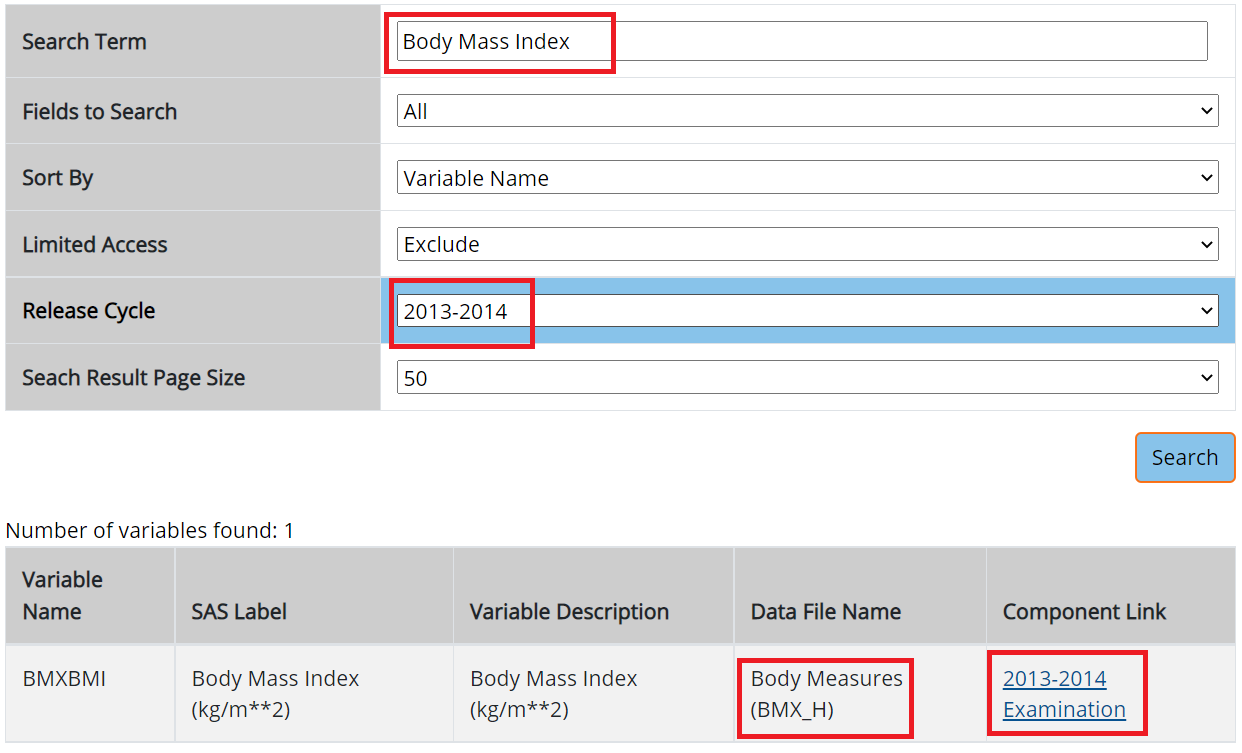 Search Term
Body Mass Index
Fields to Search
All
Sort By
Variable Name
Limited Access
Exclude
Release Cycle
2013-2014
Seach Result Page Size
50
Search
Number of variables found: 1
Variable
Name
SAS Label
Variable Description
Data File Name
Component Link
BMXBMI
Body Mass Index
(kg/m**2)
Body Mass Index
(kg/m**2)
Body Measures
(BMX_H)
2013-2014
Examination